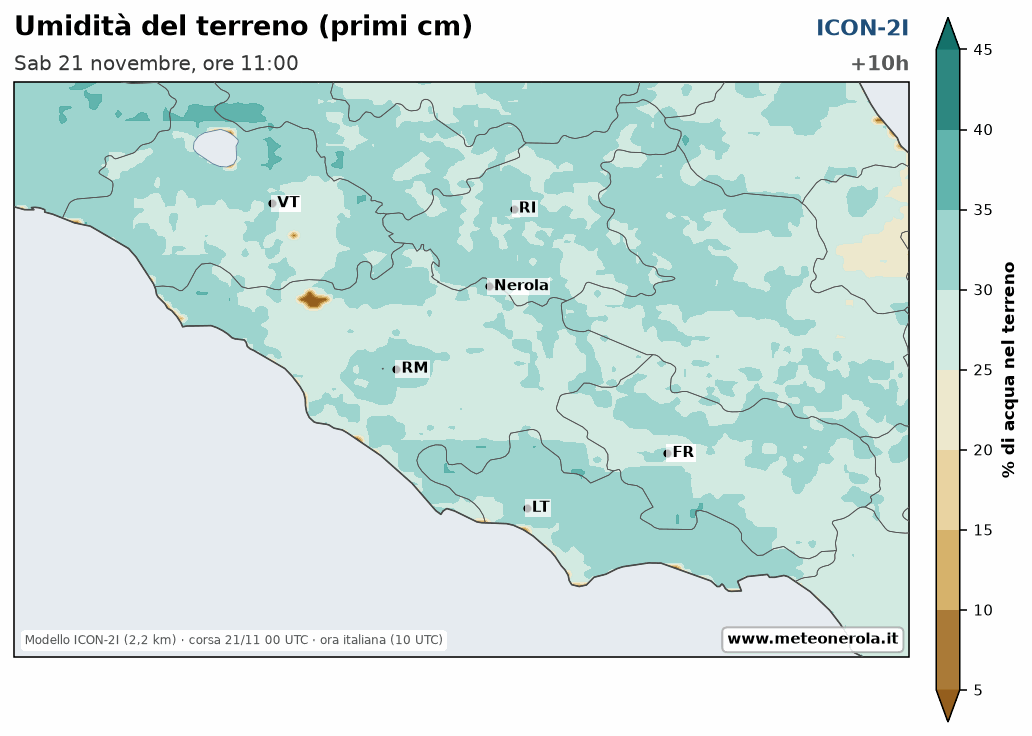 Umidità del terreno (primi cm)
ICON-2I
Sab 21 novembre, ore 11:00
+10h
45
40
35
30
25
20
15
10
5
% di acqua nel terreno
VT
RI
Nerola
RM
FR
LT
Modello ICON-2I (2,2 km) · corsa 21/11 00 UTC · ora italiana (10 UTC)
www.meteonerola.it